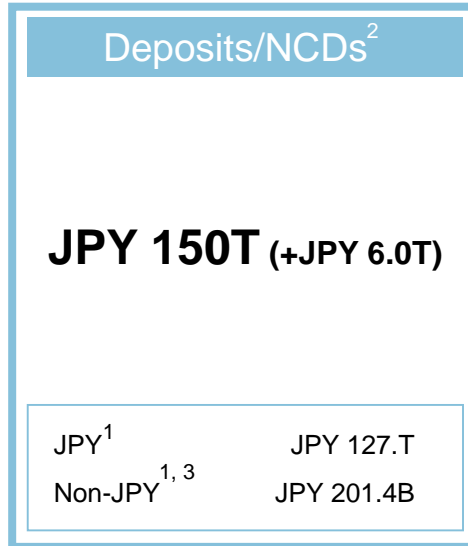 Deposits/NCDs2
JPY 150T (+JPY 6.0T)
JPY1 JPY 127.T
Non-JPY1, 3 JPY 201.4B